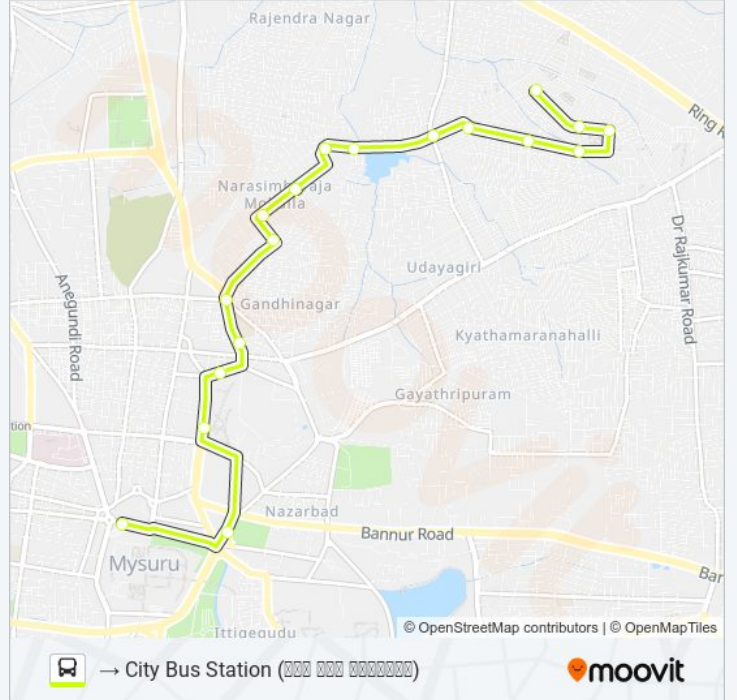 Rajendra Nagar
Ring R
Narasimharaja
Mohalla
Dr Rajkumar Road
Udayagiri
Anegundi Road
Gandhinagar
Kyathamaranahalli
Gayathripuram
tion
Nazarbad
Bannur Road
Mysuru
Bar
Ittigegudu
© OpenStreetMap contributors | © OpenMapTiles
→ City Bus Station
moovit